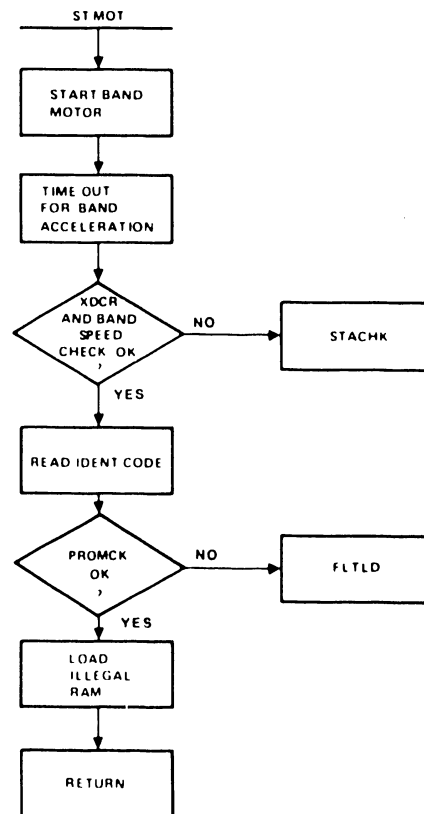 ST MOT
START BAND
MOTOR
TIME OUT
FOR BAND
ACCELERATION
XDCR
AND BAND
SPEED
CHECK OK
?
NO
STACHK
YES
READ IDENT CODE
PROMCK
OK
?
NO
FLTLD
YES
LOAD
ILLEGAL
RAM
RETURN